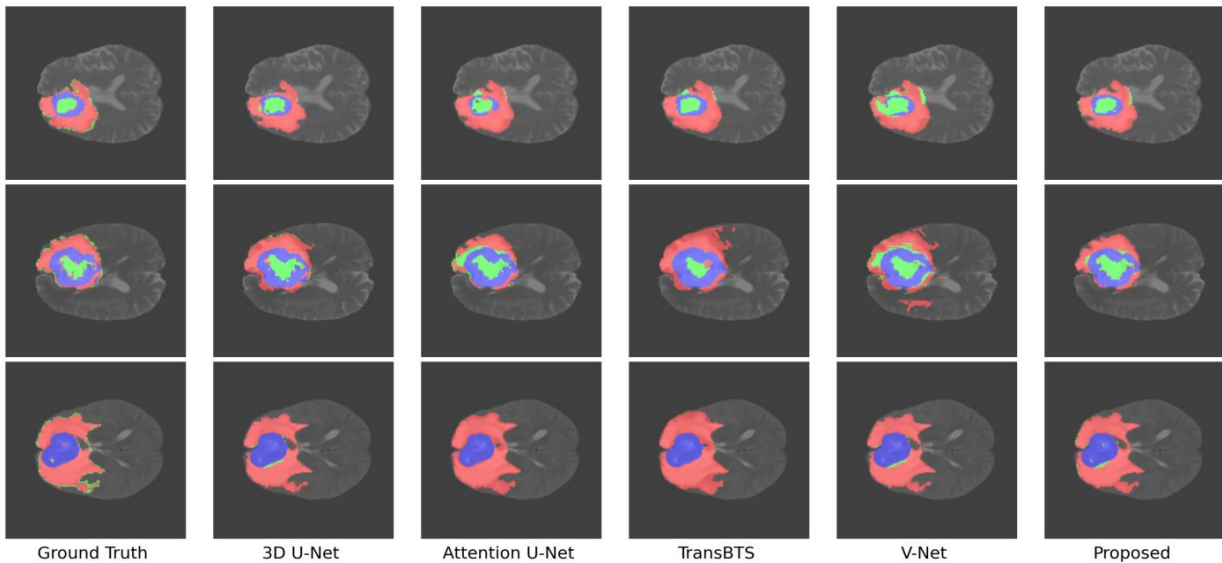 Ground Truth
3D U-Net
Attention U-Net
TransBTS
V-Net
Proposed